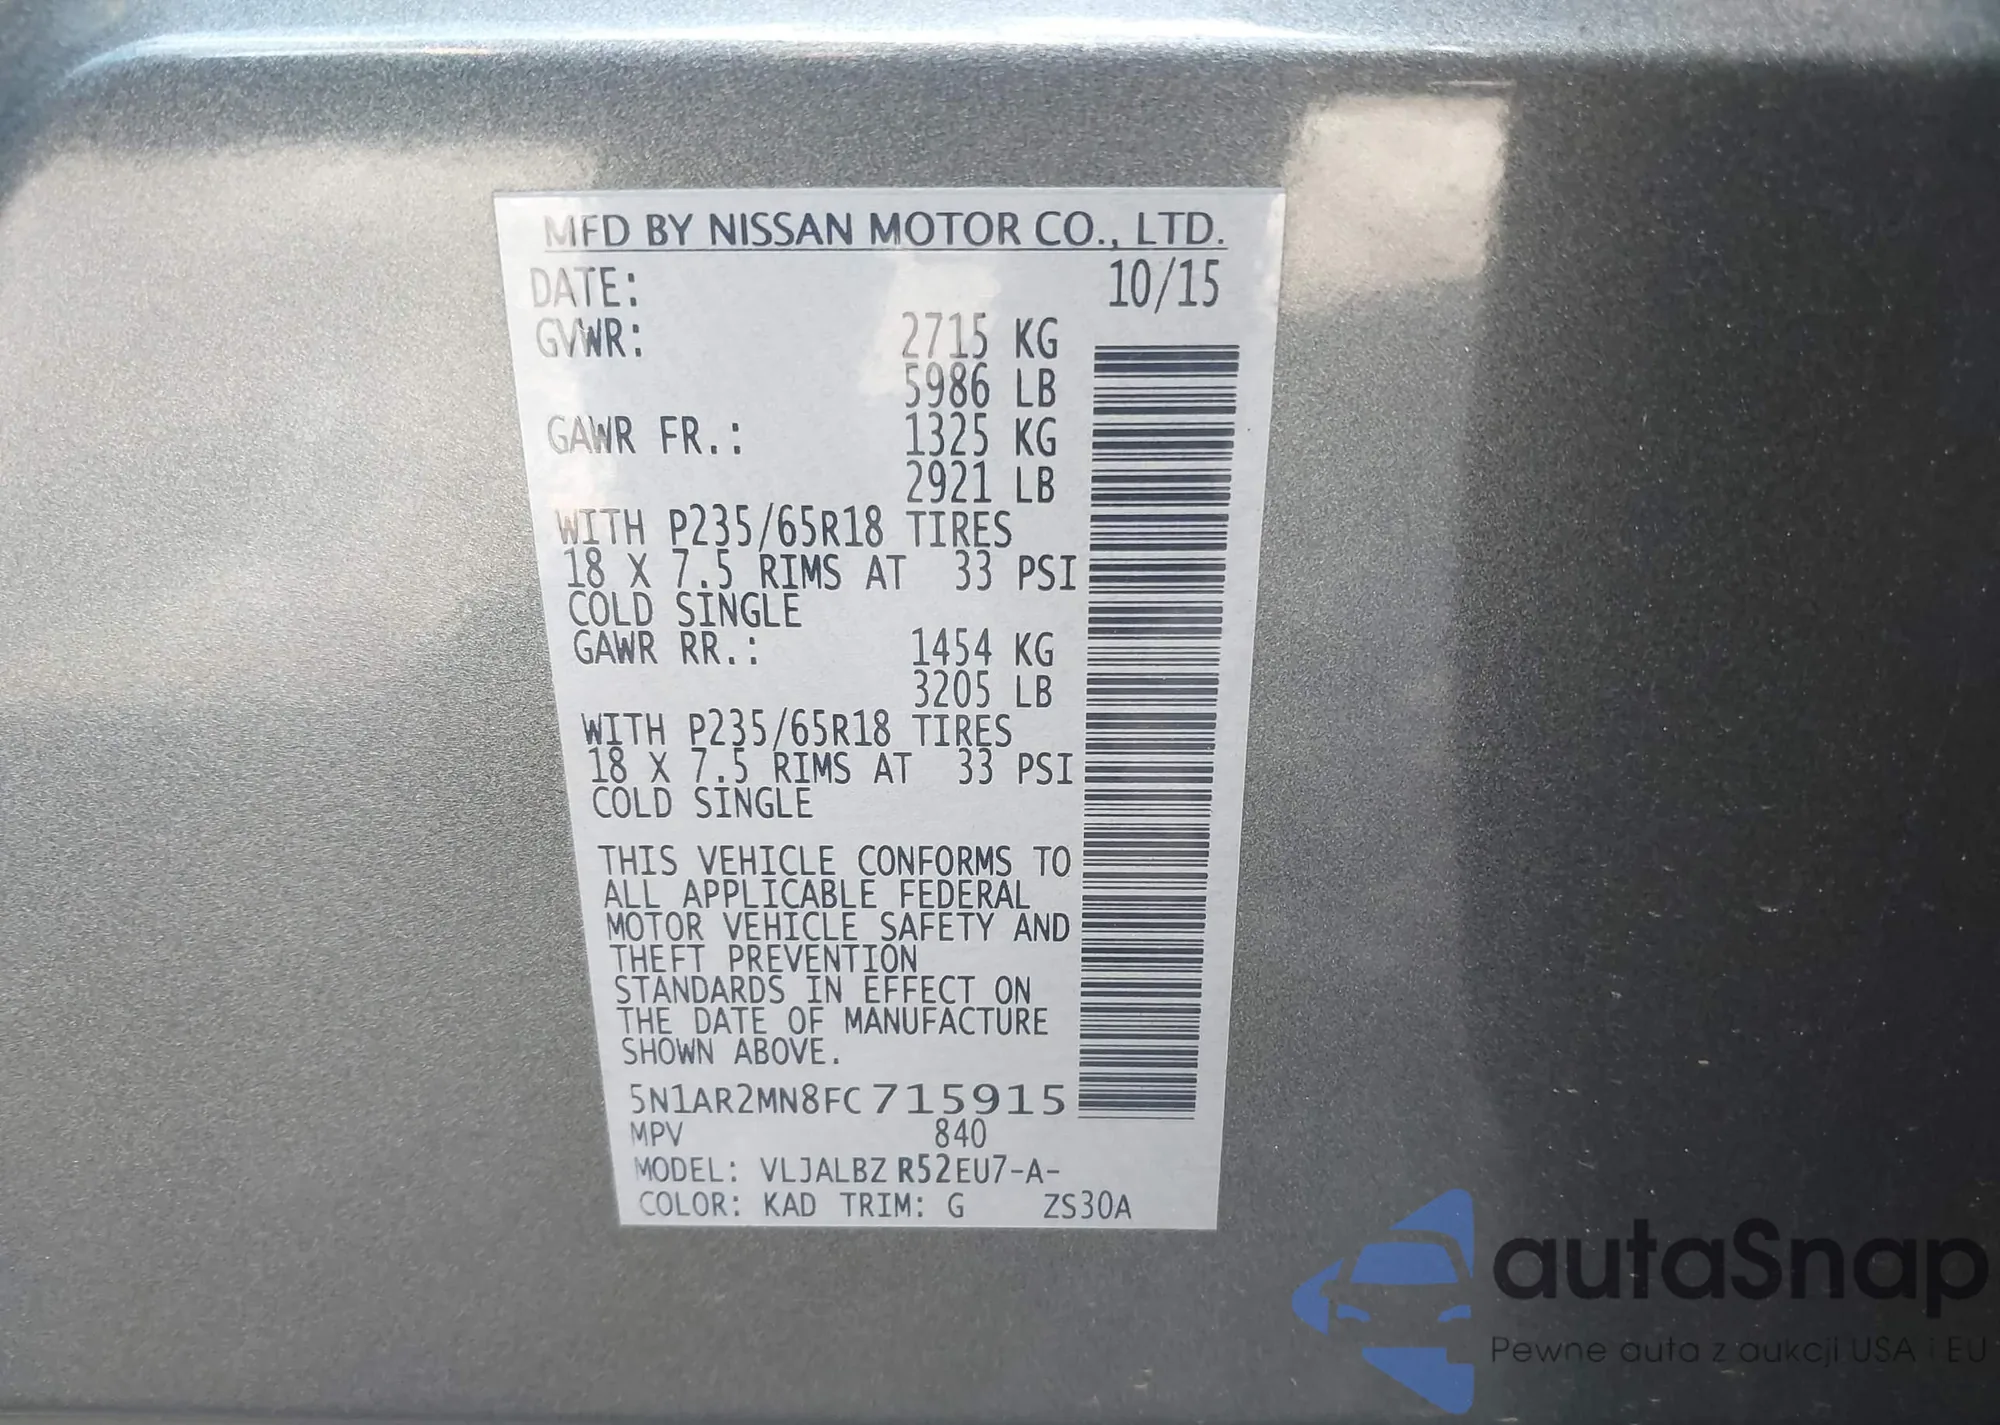 MFD BY NISSAN MOTOR CO., LTD.
DATE: 10/15
GVWR: 2715 KG
5986 LB
GAWR FR.: 1325 KG
2921 LB
WITH P235/65R18 TIRES
18 X 7.5 RIMS AT 33 PSI
COLD SINGLE
GAWR RR.: 1454 KG
3205 LB
WITH P235/65R18 TIRES
18 X 7.5 RIMS AT 33 PSI
COLD SINGLE
THIS VEHICLE CONFORMS TO
ALL APPLICABLE FEDERAL
MOTOR VEHICLE SAFETY AND
THEFT PREVENTION
STANDARDS IN EFFECT ON
THE DATE OF MANUFACTURE
SHOWN ABOVE.
5N1AR2MN8FC715915
MPV 840
MODEL: VLJALBZ R52EU7-A-
COLOR: KAD TRIM: G ZS30A
autaSnap
Pewne auta z aukcji USA i EU